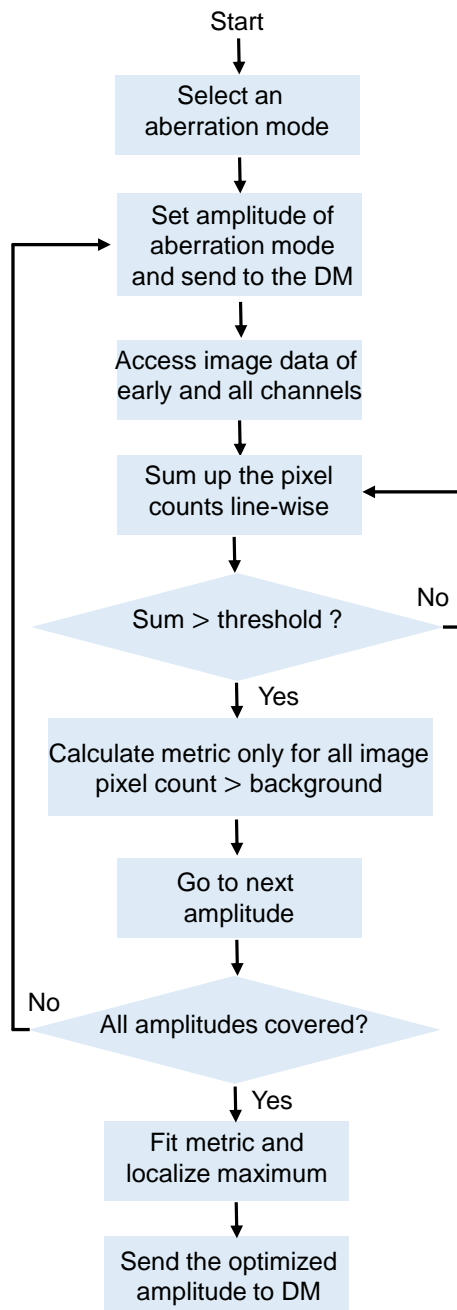 Start
Select an
aberration mode
Set amplitude of
aberration mode
and send to the DM
Access image data of
early and all channels
Sum up the pixel
counts line-wise
Sum > threshold ?
No
Yes
Calculate metric only for all image
pixel count > background
Go to next
amplitude
No
All amplitudes covered?
Yes
Fit metric and
localize maximum
Send the optimized
amplitude to DM